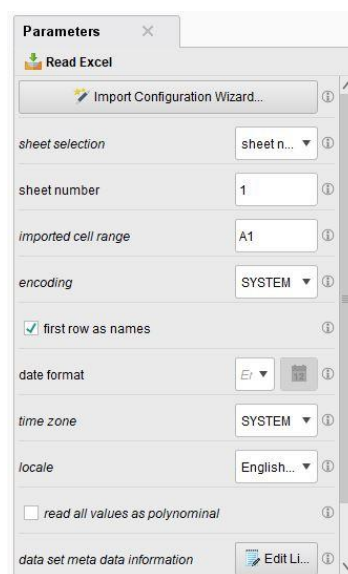 Parameters
Read Excel
Import Configuration Wizard...
sheet selection sheet n...
sheet number 1
imported cell range A1
encoding SYSTEM
first row as names
date format Er
time zone SYSTEM
locale English...
read all values as polynominal
data set meta data information Edit Li...